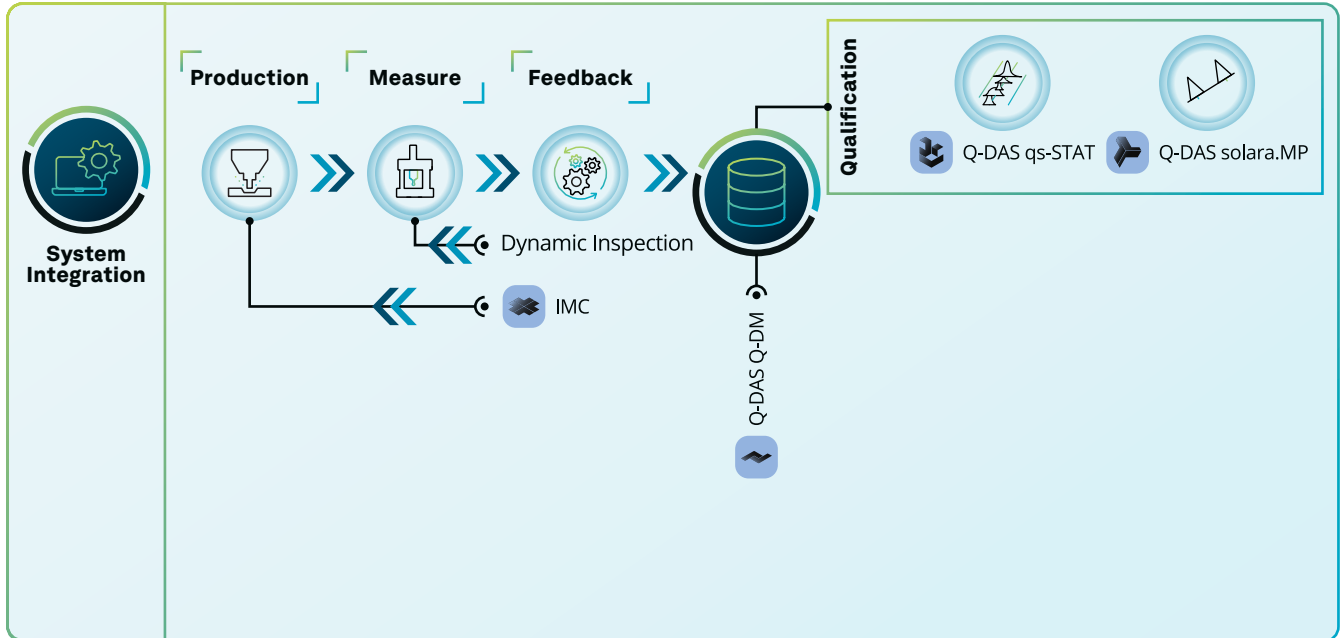 System
Integration
Production
Measure
Feedback
Dynamic Inspection
IMC
Q-DAS Q-DM
Qualification
Q-DAS qs-STAT
Q-DAS solara.MP